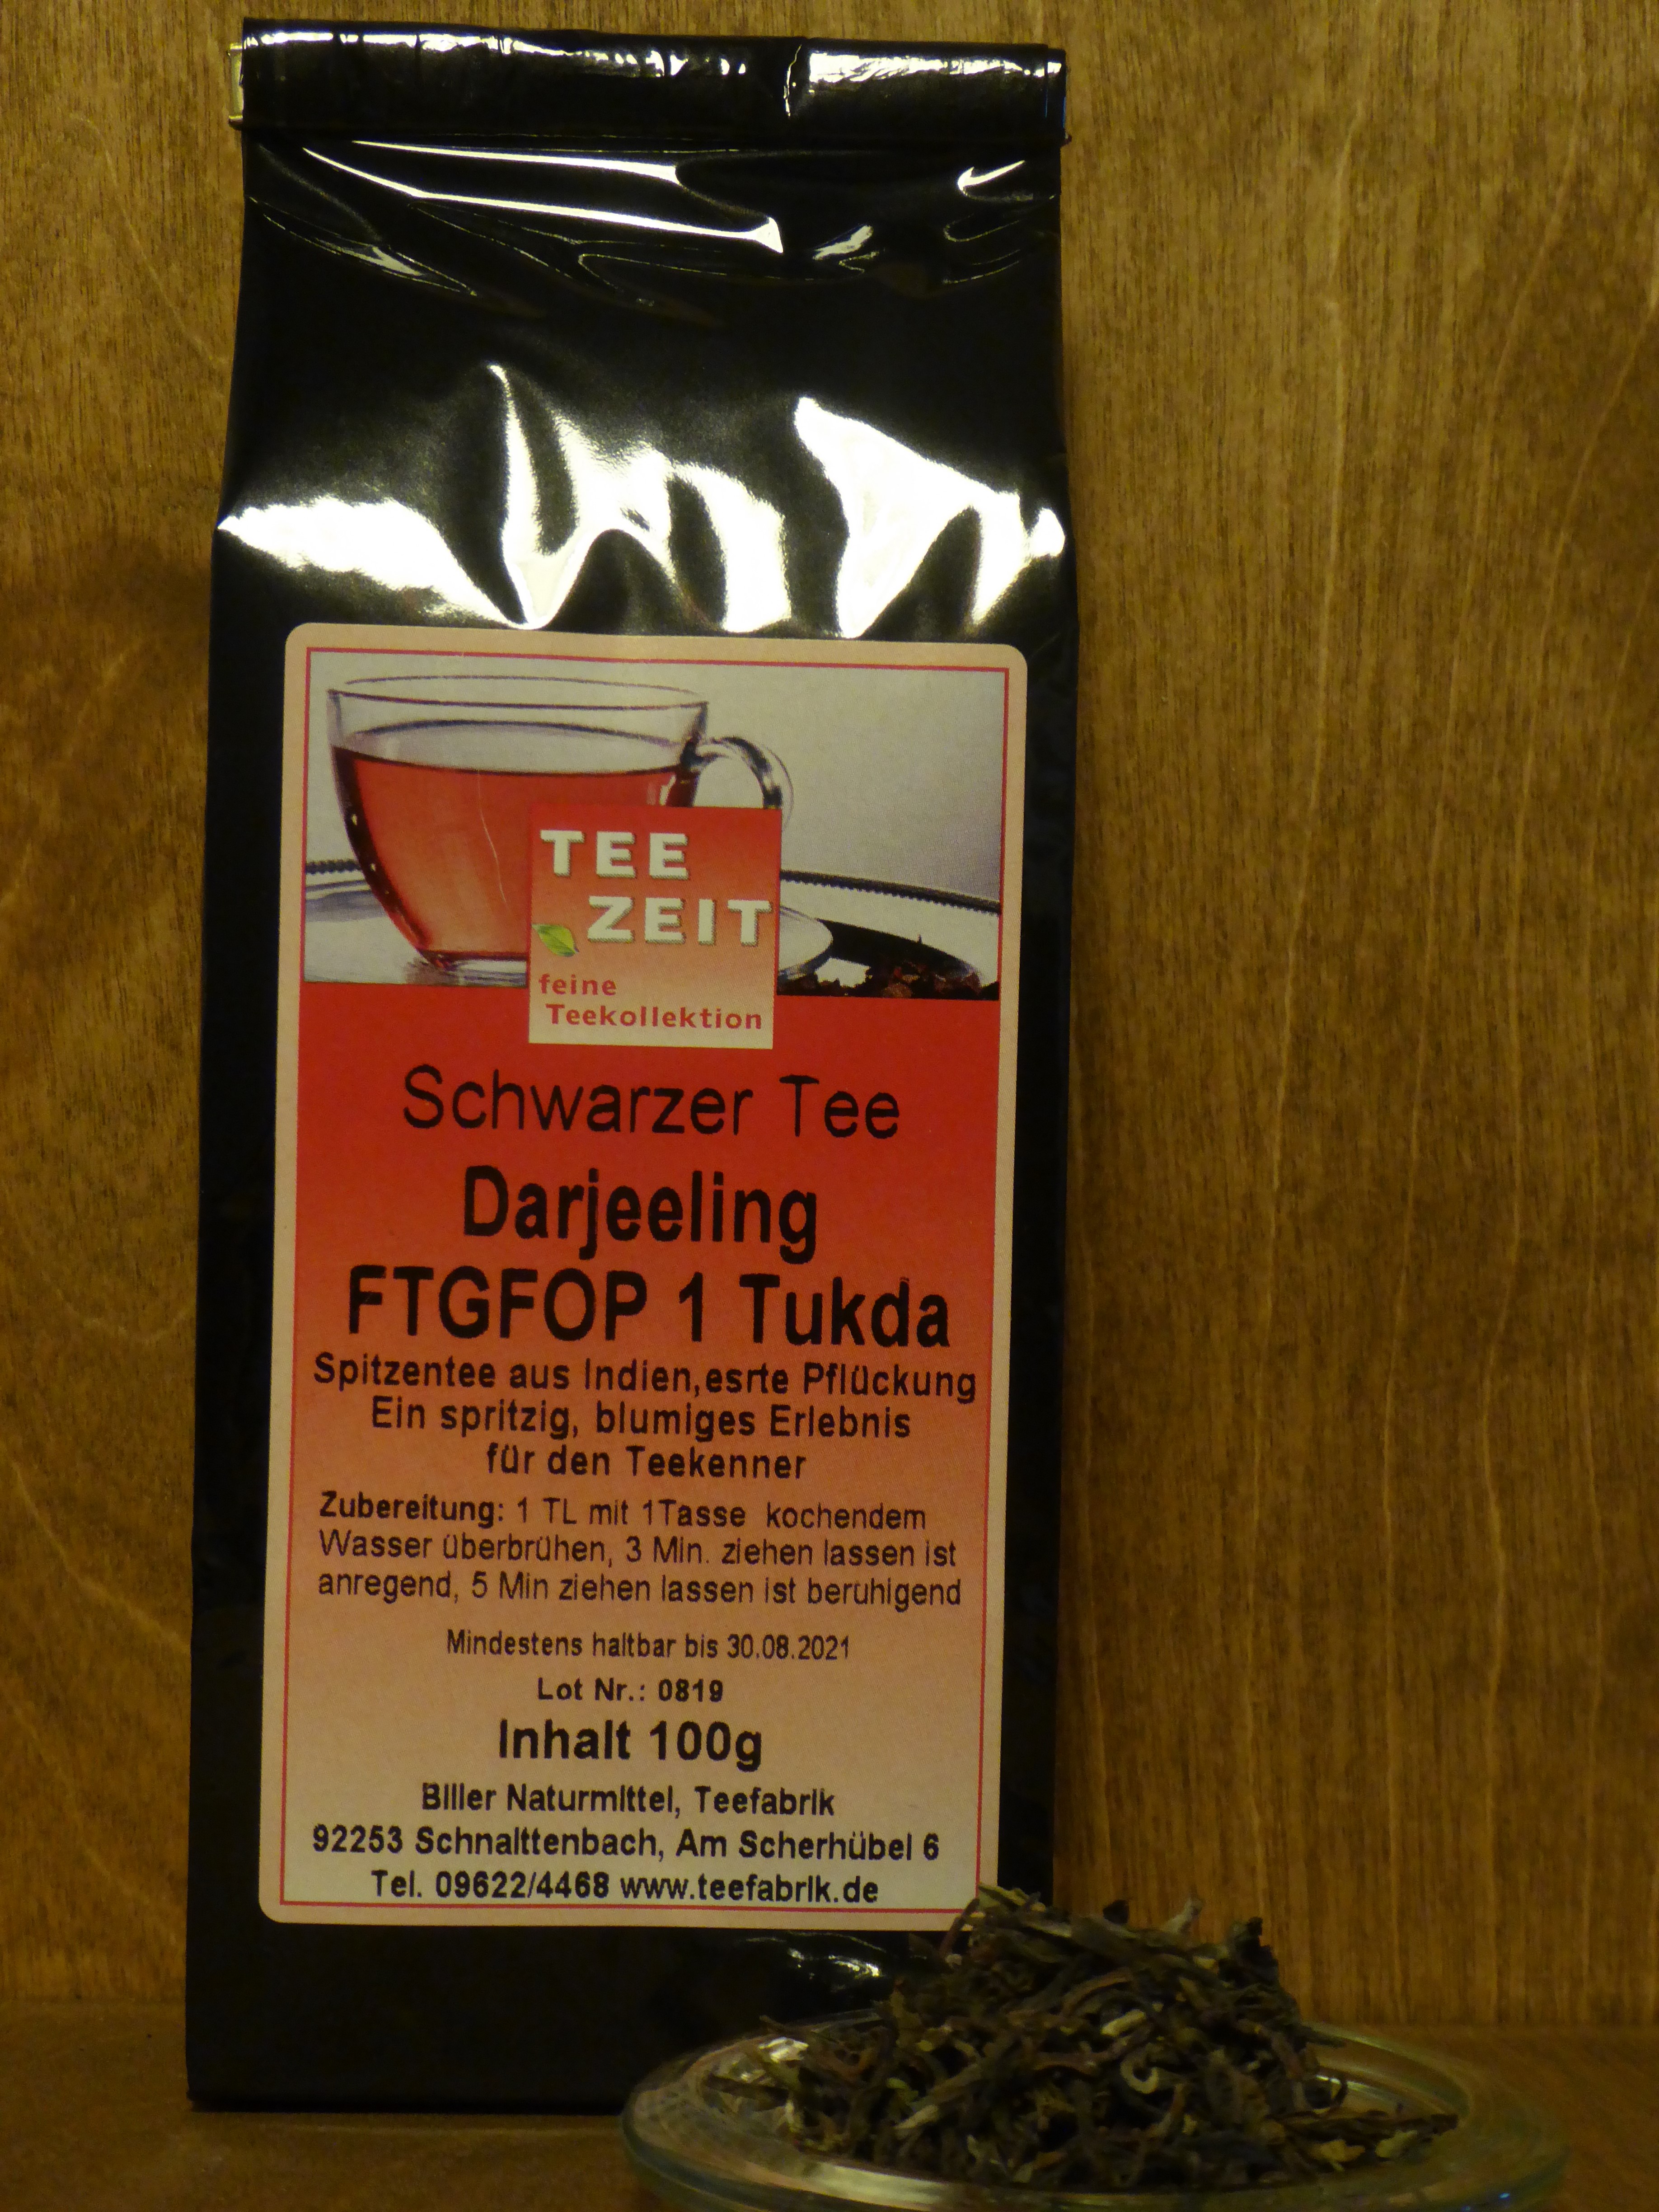 TEE
ZEIT
feine
Teekollektion
Schwarzer Tee
Darjeeling
FTGFOP 1 Tukda
Spitzentee aus Indien,esrte Pflückung
Ein spritzig, blumiges Erlebnis
für den Teekenner
Zubereitung: 1 TL mit 1Tasse kochendem
Wasser überbrühen, 3 Min. ziehen lassen ist
anregend, 5 Min ziehen lassen ist beruhigend
Mindestens haltbar bis 30.08.2021
Lot Nr.: 0819
Inhalt 100g
Biller Naturmittel, Teefabrik
92253 Schnaittenbach, Am Scherhübel 6
Tel. 09622/4468 www.teefabrik.de